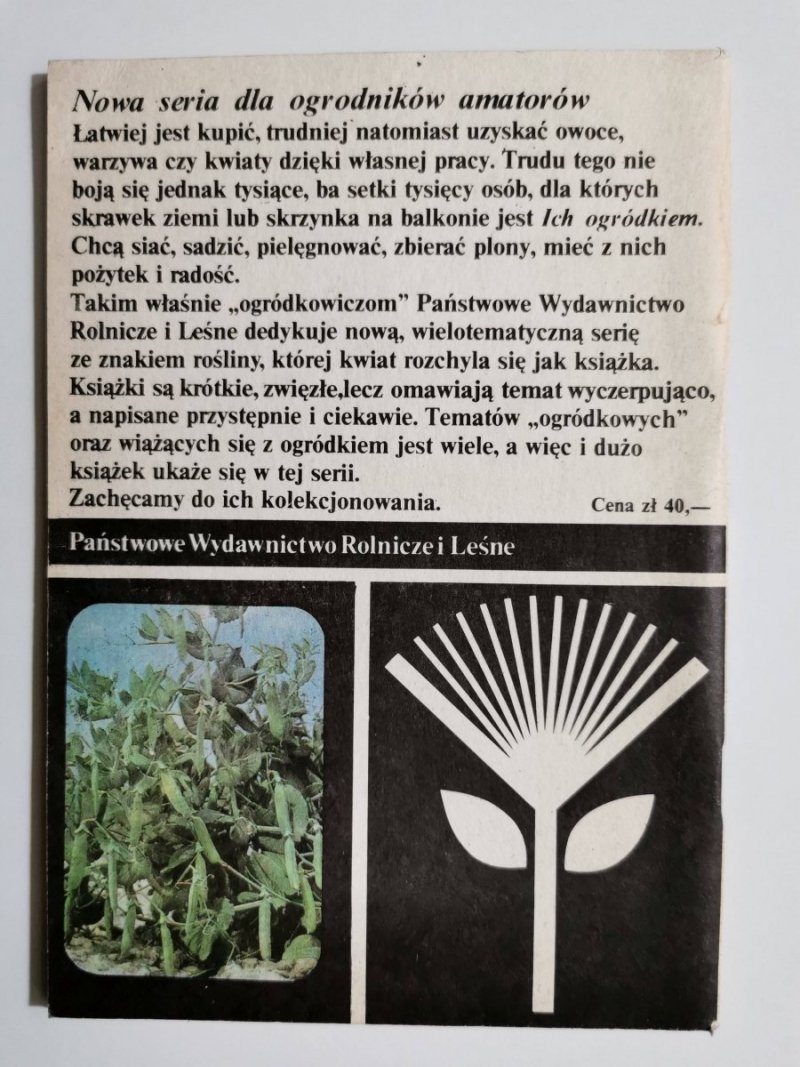 Nowa seria dla ogrodników amatorów
Łatwiej jest kupić, trudniej natomiast uzyskać owoce,
warzywa czy kwiaty dzięki własnej pracy. Trudu tego nie
boją się jednak tysiące, ba setki tysięcy osób, dla których
skrawek ziemi lub skrzynka na balkonie jest Ich ogródkiem.
Chcą siać, sadzić, pielęgnować, zbierać plony, mieć z nich
pożytek i radość.
Takim właśnie „ogródkowiczom” Państwowe Wydawnictwo
Rolnicze i Leśne dedykuje nową, wielotematyczną serię
ze znakiem rośliny, której kwiat rozchyla się jak książka.
Książki są krótkie, zwięzłe,lecz omawiają temat wyczerpująco,
a napisane przystępnie i ciekawie. Tematów „ogródkowych”
oraz wiążących się z ogródkiem jest wiele, a więc i dużo
książek ukaże się w tej serii.
Zachęcamy do ich kolekcjonowania.
Cena zł 40,—
Państwowe Wydawnictwo Rolnicze i Leśne